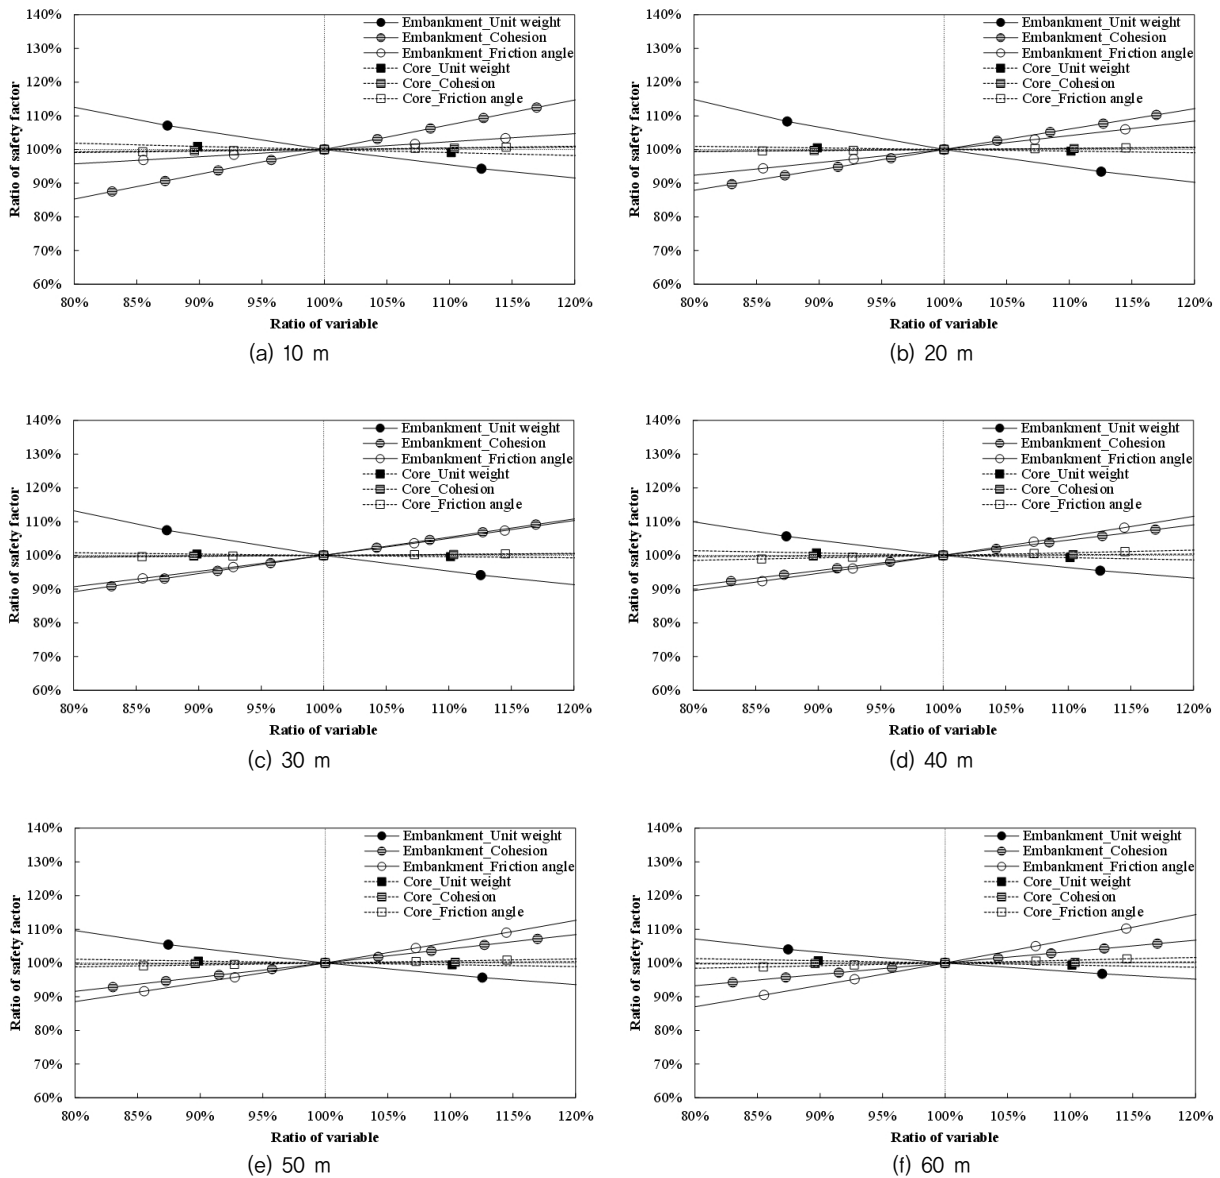 140%
130%
120%
110%
100%
90%
80%
70%
60%
Ratio of safety factor
Embankment_Unit weight
Embankment_Cohesion
Embankment_Friction angle
Core_Unit weight
Core_Cohesion
Core_Friction angle
80% 85% 90% 95% 100% 105% 110% 115% 120%
Ratio of variable
(a) 10 m
140%
130%
120%
110%
100%
90%
80%
70%
60%
Ratio of safety factor
Embankment_Unit weight
Embankment_Cohesion
Embankment_Friction angle
Core_Unit weight
Core_Cohesion
Core_Friction angle
80% 85% 90% 95% 100% 105% 110% 115% 120%
Ratio of variable
(b) 20 m
140%
130%
120%
110%
100%
90%
80%
70%
60%
Ratio of safety factor
Embankment_Unit weight
Embankment_Cohesion
Embankment_Friction angle
Core_Unit weight
Core_Cohesion
Core_Friction angle
80% 85% 90% 95% 100% 105% 110% 115% 120%
Ratio of variable
(c) 30 m
140%
130%
120%
110%
100%
90%
80%
70%
60%
Ratio of safety factor
Embankment_Unit weight
Embankment_Cohesion
Embankment_Friction angle
Core_Unit weight
Core_Cohesion
Core_Friction angle
80% 85% 90% 95% 100% 105% 110% 115% 120%
Ratio of variable
(d) 40 m
140%
130%
120%
110%
100%
90%
80%
70%
60%
Ratio of safety factor
Embankment_Unit weight
Embankment_Cohesion
Embankment_Friction angle
Core_Unit weight
Core_Cohesion
Core_Friction angle
80% 85% 90% 95% 100% 105% 110% 115% 120%
Ratio of variable
(e) 50 m
140%
130%
120%
110%
100%
90%
80%
70%
60%
Ratio of safety factor
Embankment_Unit weight
Embankment_Cohesion
Embankment_Friction angle
Core_Unit weight
Core_Cohesion
Core_Friction angle
80% 85% 90% 95% 100% 105% 110% 115% 120%
Ratio of variable
(f) 60 m